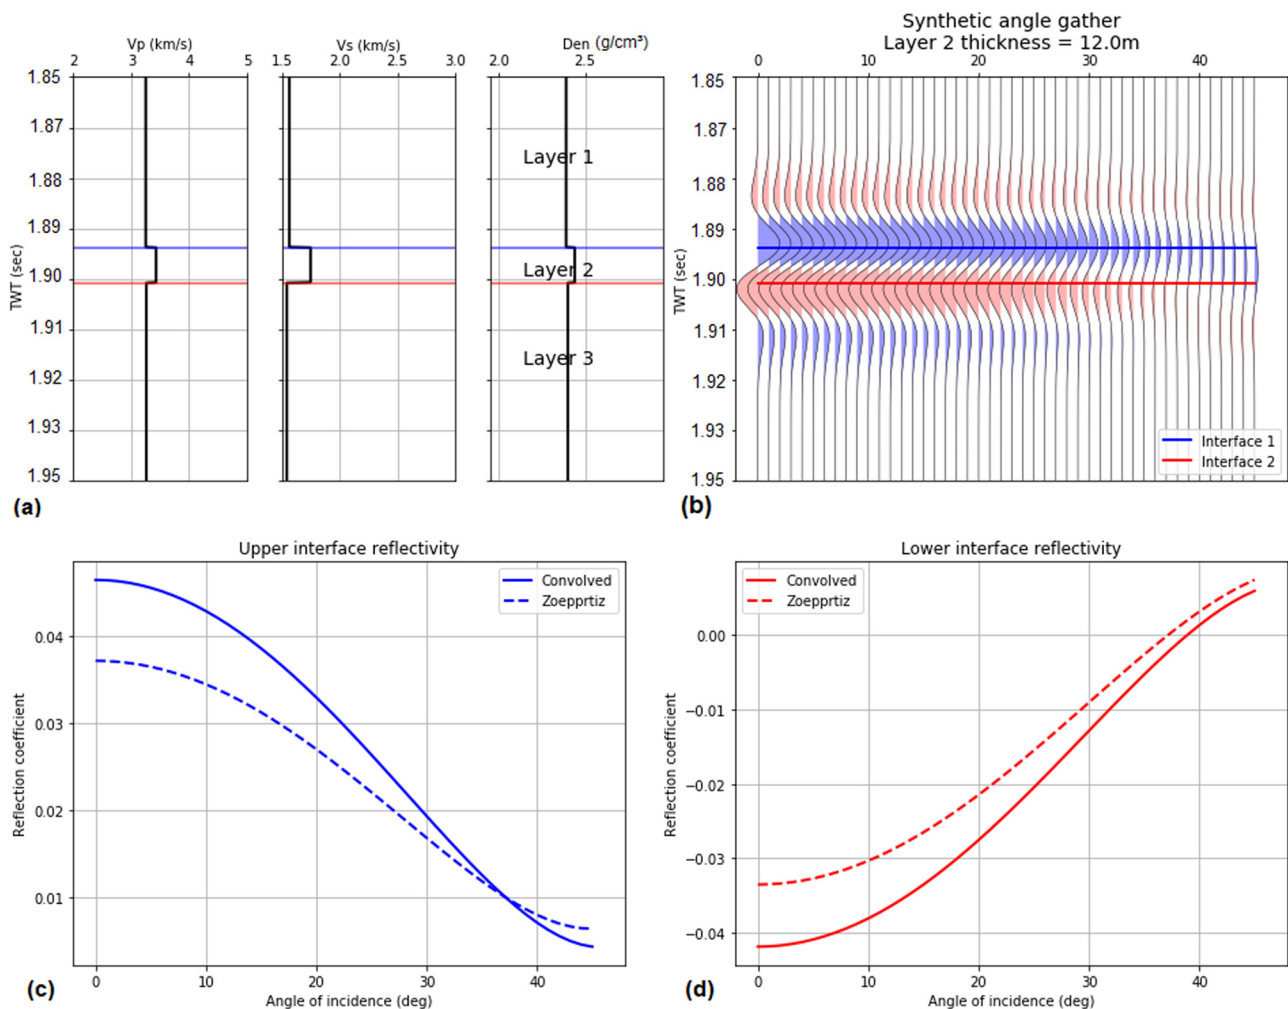 Vp (km/s)
2 3 4 5
Vs (km/s)
1.5 2.0 2.5 3.0
Den (g/cm³)
2.0 2.5
TWT (sec)
1.85
1.87
1.88
1.89
1.90
1.91
1.92
1.93
1.95
Layer 1
Layer 2
Layer 3
(a)
Synthetic angle gather
Layer 2 thickness = 12.0m
0 10 20 30 40
TWT (sec)
1.85
1.87
1.88
1.89
1.90
1.91
1.92
1.93
1.95
Interface 1
Interface 2
(b)
Upper interface reflectivity
Convolved
Zoepprtiz
Reflection coefficient
0.04
0.03
0.02
0.01
0 10 20 30 40
Angle of incidence (deg)
(c)
Lower interface reflectivity
Convolved
Zoepprtiz
Reflection coefficient
0.00
−0.01
−0.02
−0.03
−0.04
0 10 20 30 40
Angle of incidence (deg)
(d)